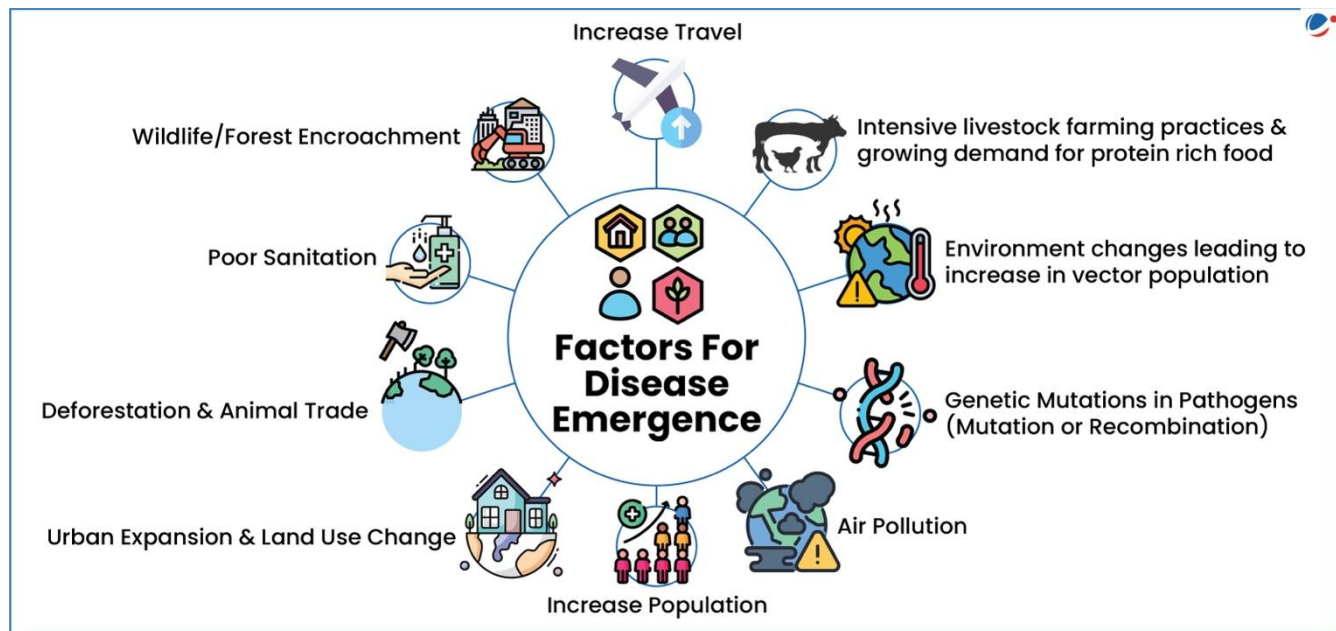 Increase Travel
Wildlife/Forest Encroachment
Intensive livestock farming practices &
growing demand for protein rich food
Poor Sanitation
Environment changes leading to
increase in vector population
Factors For
Disease
Emergence
Deforestation & Animal Trade
Genetic Mutations in Pathogens
(Mutation or Recombination)
Urban Expansion & Land Use Change
Air Pollution
Increase Population